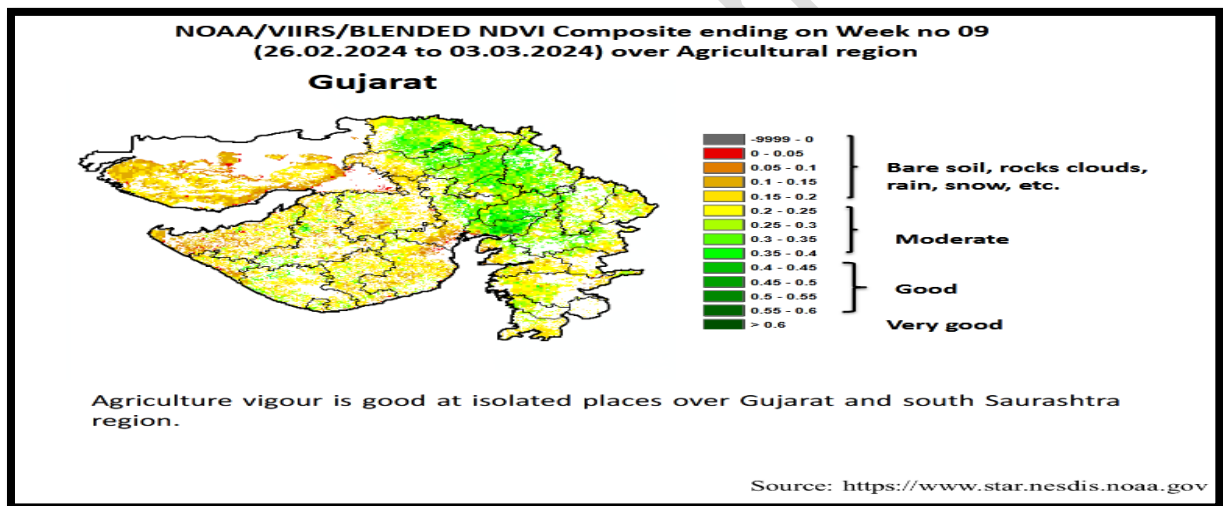 NOAA/VIIRS/BLENDED NDVI Composite ending on Week no 09
(26.02.2024 to 03.03.2024) over Agricultural region
Gujarat
-9999 - 0
0 - 0.05
0.05 - 0.1
0.1 - 0.15
0.15 - 0.2
0.2 - 0.25
0.25 - 0.3
0.3 - 0.35
0.35 - 0.4
0.4 - 0.45
0.45 - 0.5
0.5 - 0.55
0.55 - 0.6
> 0.6
Bare soil, rocks clouds,
rain, snow, etc.
Moderate
Good
Very good
Agriculture vigour is good at isolated places over Gujarat and south Saurashtra
region.
Source: https://www.star.nesdis.noaa.gov